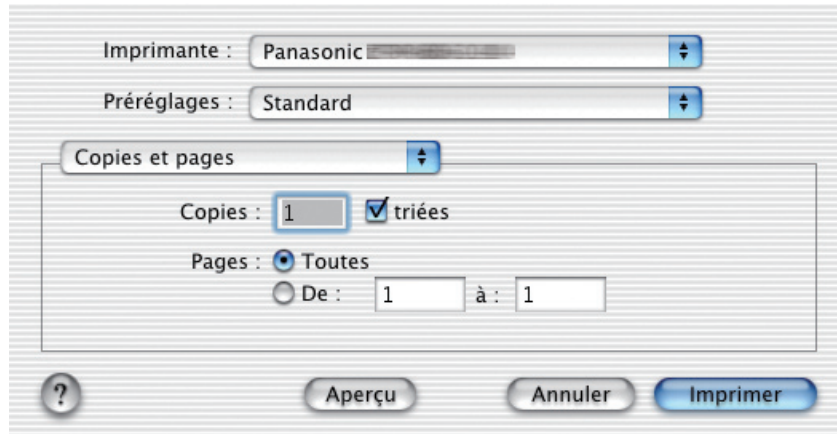 Imprimante : Panasonic
Préréglages : Standard
Copies et pages
Copies : 1 triées
Pages : Toutes
De : 1 à : 1
? Aperçu Annuler Imprimer